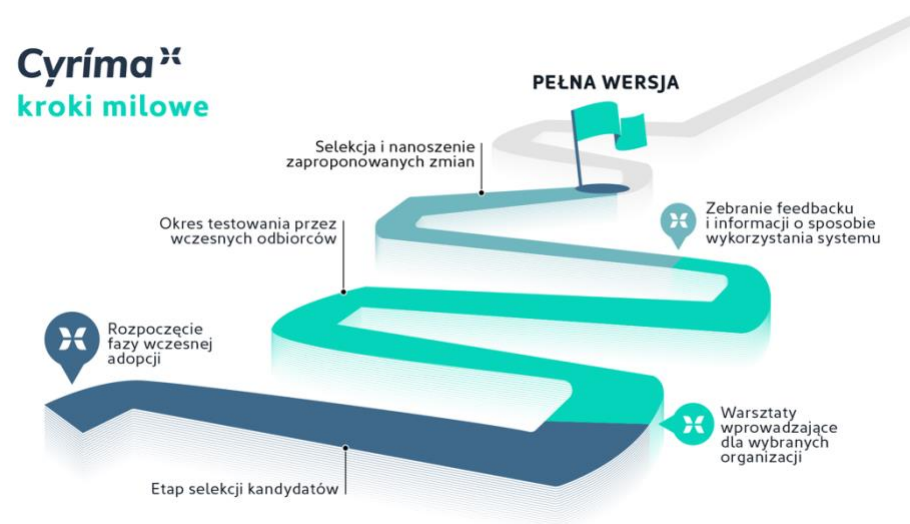 Cyríma
kroki milowe
PEŁNA WERSJA
Selekcja i nanoszenie
zaproponowanych zmian
Zebranie feedbacku
i informacji o sposobie
wykorzystania systemu
Okres testowania przez
wczesnych odbiorców
Rozpoczęcie
fazy wczesnej
adopcji
Warsztaty
wprowadzające
dla wybranych
organizacji
Etap selekcji kandydatów